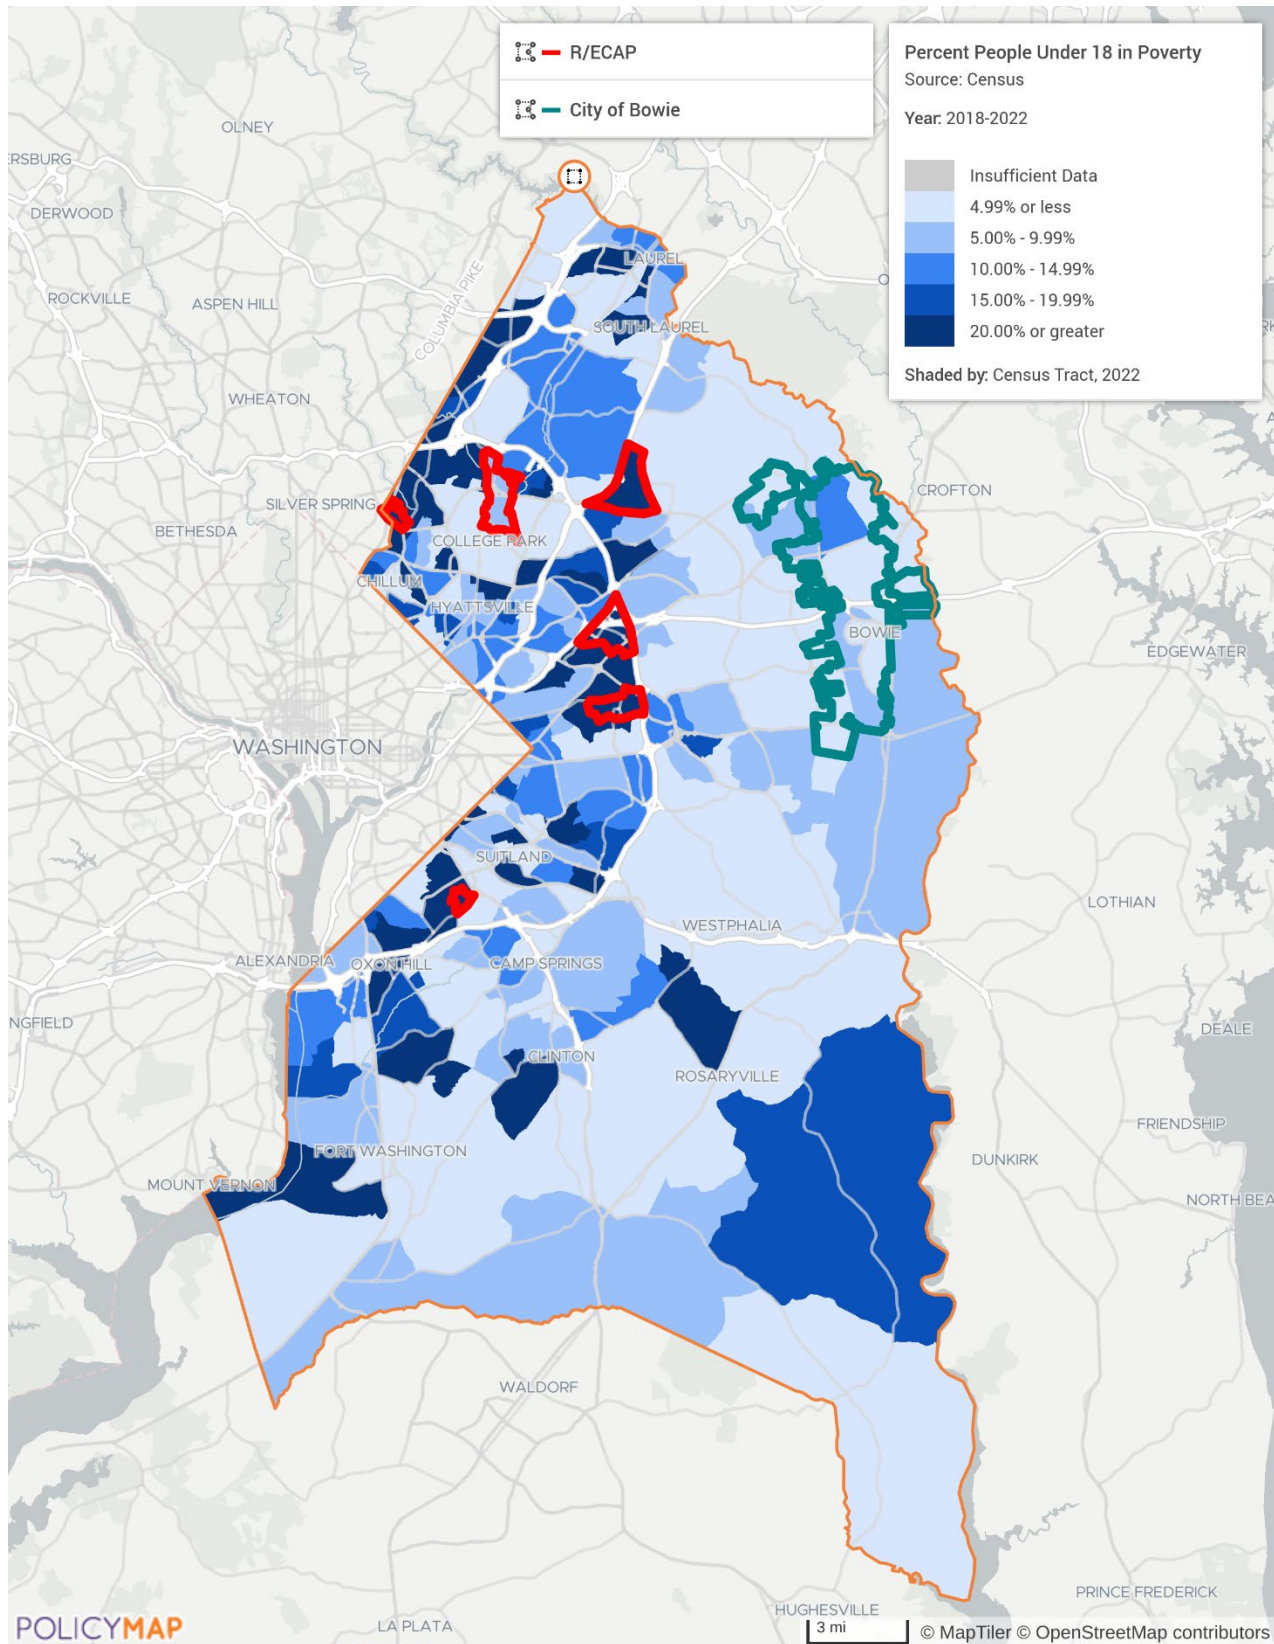 R/ECAP
City of Bowie
Percent People Under 18 in Poverty
Source: Census
Year: 2018-2022
Insufficient Data
4.99% or less
5.00% - 9.99%
10.00% - 14.99%
15.00% - 19.99%
20.00% or greater
Shaded by: Census Tract, 2022
OLNEY
ERSBURG
DERWOOD
LAUREL
ROCKVILLE
ASPEN HILL
COLUMBIA PIKE
SOUTH LAUREL
WHEATON
SILVER SPRING
CROFTON
BETHESDA
COLLEGE PARK
CHILLUM
HYATTSVILLE
BOWIE
EDGEWATER
WASHINGTON
SUITLAND
LOTHIAN
WESTPHALIA
ALEXANDRIA
OXON HILL
CAMP SPRINGS
NGFIELD
DEALE
CLINTON
ROSARYVILLE
FRIENDSHIP
FORT WASHINGTON
DUNKIRK
MOUNT VERNON
NORTH BEA
WALDORF
PRINCE FREDERICK
HUGHESVILLE
LA PLATA
POLICYMAP
3 mi
© MapTiler © OpenStreetMap contributors